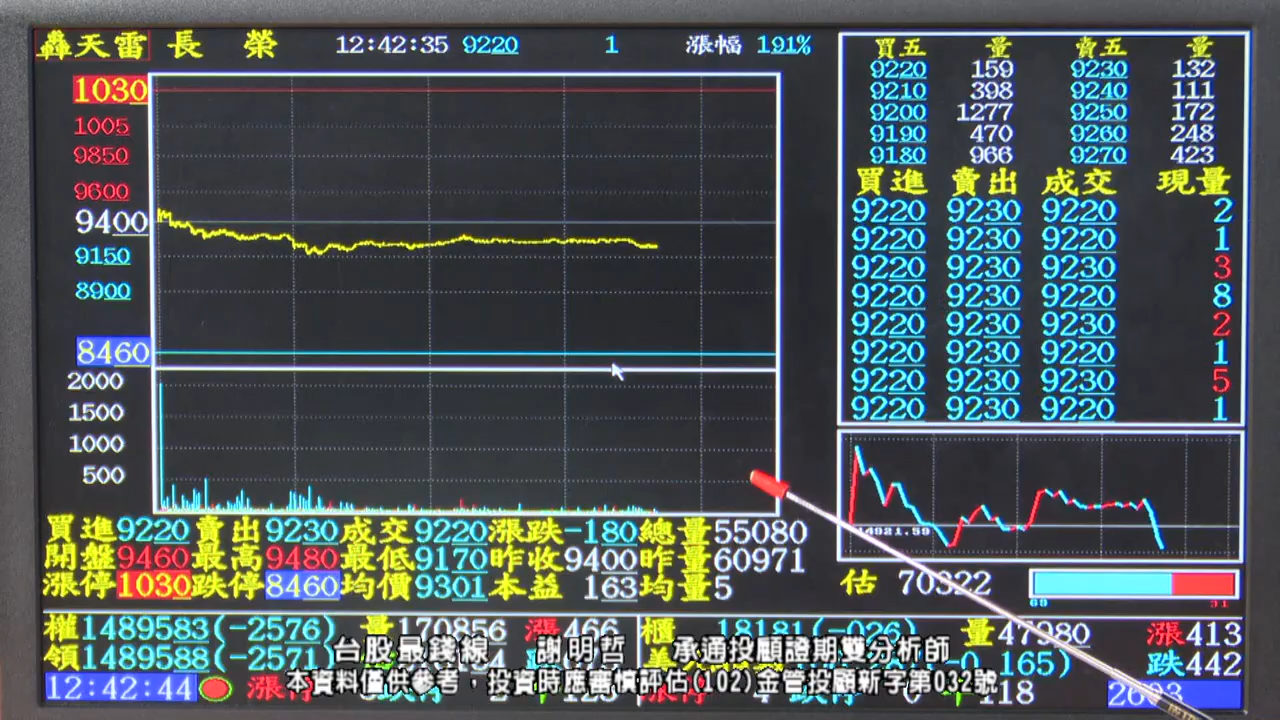 轟天雷 長 榮 12:42:35 9220 1 漲幅 1.91%
1030
1005
9850
9600
9400
9150
8900
8460
2000
1500
1000
500
買五 量 賣五 量
9220 159 9230 132
9210 398 9240 111
9200 1277 9250 172
9190 470 9260 248
9180 966 9270 423
買進 賣出 成交 現量
9220 9230 9220 2
9220 9230 9220 1
9220 9230 9230 3
9220 9230 9220 8
9220 9230 9230 2
9220 9230 9220 1
9220 9230 9230 5
9220 9230 9220 1
14921.59
買進9220 賣出9230 成交9220 漲跌-180 總量55080
開盤9460 最高9480 最低9170 昨收9400 昨量60971
漲停1030 跌停8460 均價9301 本益 163 均量5
估 70322
69 31
權1489583(-2576) 量170856 漲466 櫃 18181(-026) 量47980 漲413
領1489588(-2571) 0.165) 跌442
12:42:44 2603
台股最錢線 謝明哲 承通投顧證期雙分析師
本資料僅供參考，投資時應審慎評估(102)金管投顧新字第032號